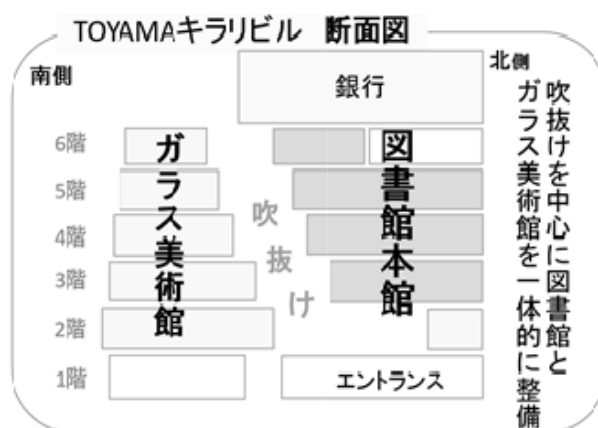 TOYAMAキラリビル 断面図
南側
北側
銀行
6階
5階
4階
3階
2階
1階
ガラス美術館
吹抜け
図書館本館
エントランス
吹抜けを中心に図書館と
ガラス美術館を一体的に整備